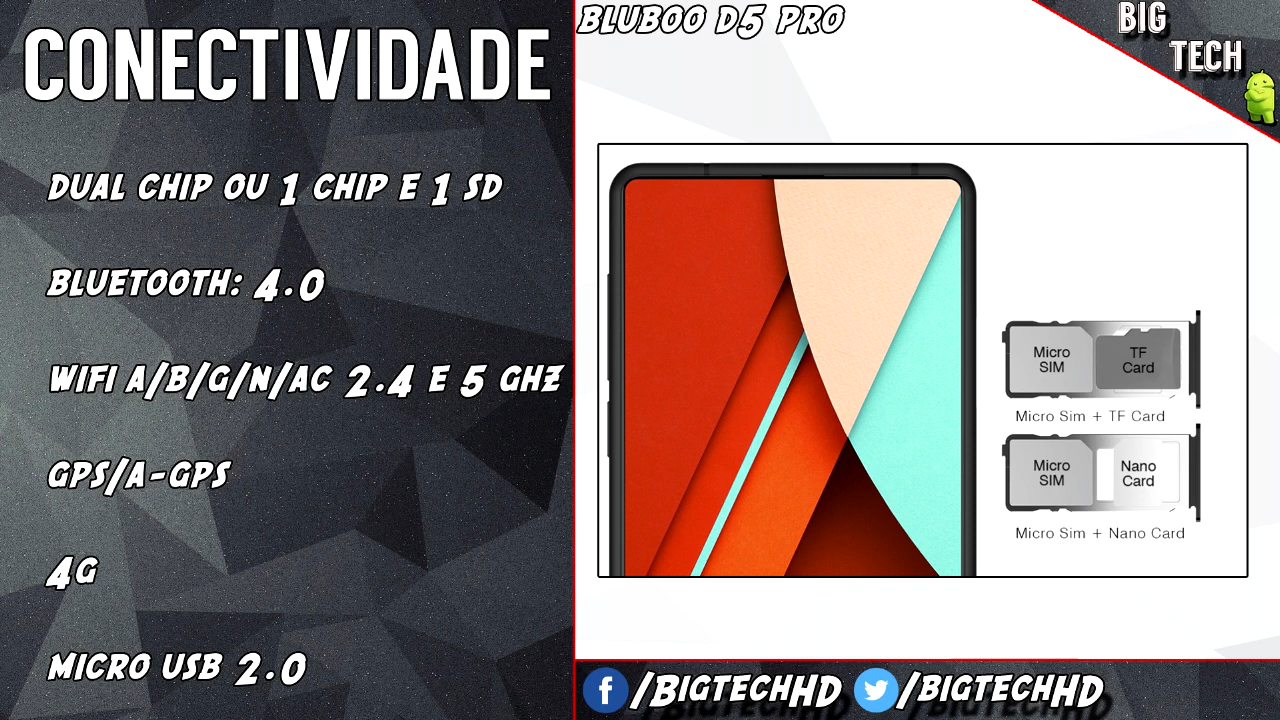 CONECTIVIDADE
DUAL CHIP OU 1 CHIP E 1 SD
BLUETOOTH: 4.0
WIFI A/B/G/N/AC 2.4 E 5 GHZ
GPS/A-GPS
4G
MICRO USB 2.0
BLUBOO D5 PRO
BIG
TECH
Micro
SIM
TF
Card
Micro Sim + TF Card
Micro
SIM
Nano
Card
Micro Sim + Nano Card
f /BIGTECHHD /BIGTECHHD